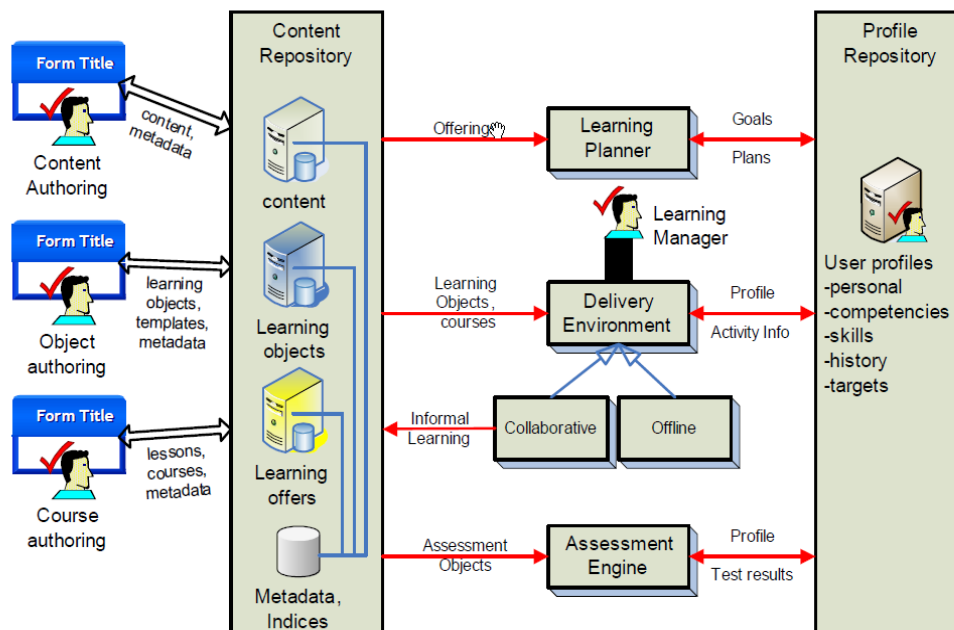 Form Title
content,
metadata
Content
Authoring
Form Title
learning
objects,
templates,
metadata
Object
authoring
Form Title
lessons,
courses,
metadata
Course
authoring
Content
Repository
content
Learning
objects
Learning
offers
Metadata,
Indices
Offering
Learning
Planner
Goals
Plans
Learning
Manager
Learning
Objects,
courses
Delivery
Environment
Profile
Activity Info
Informal
Learning
Collaborative
Offline
Assessment
Objects
Assessment
Engine
Profile
Test results
Profile
Repository
User profiles
-personal
-competencies
-skills
-history
-targets